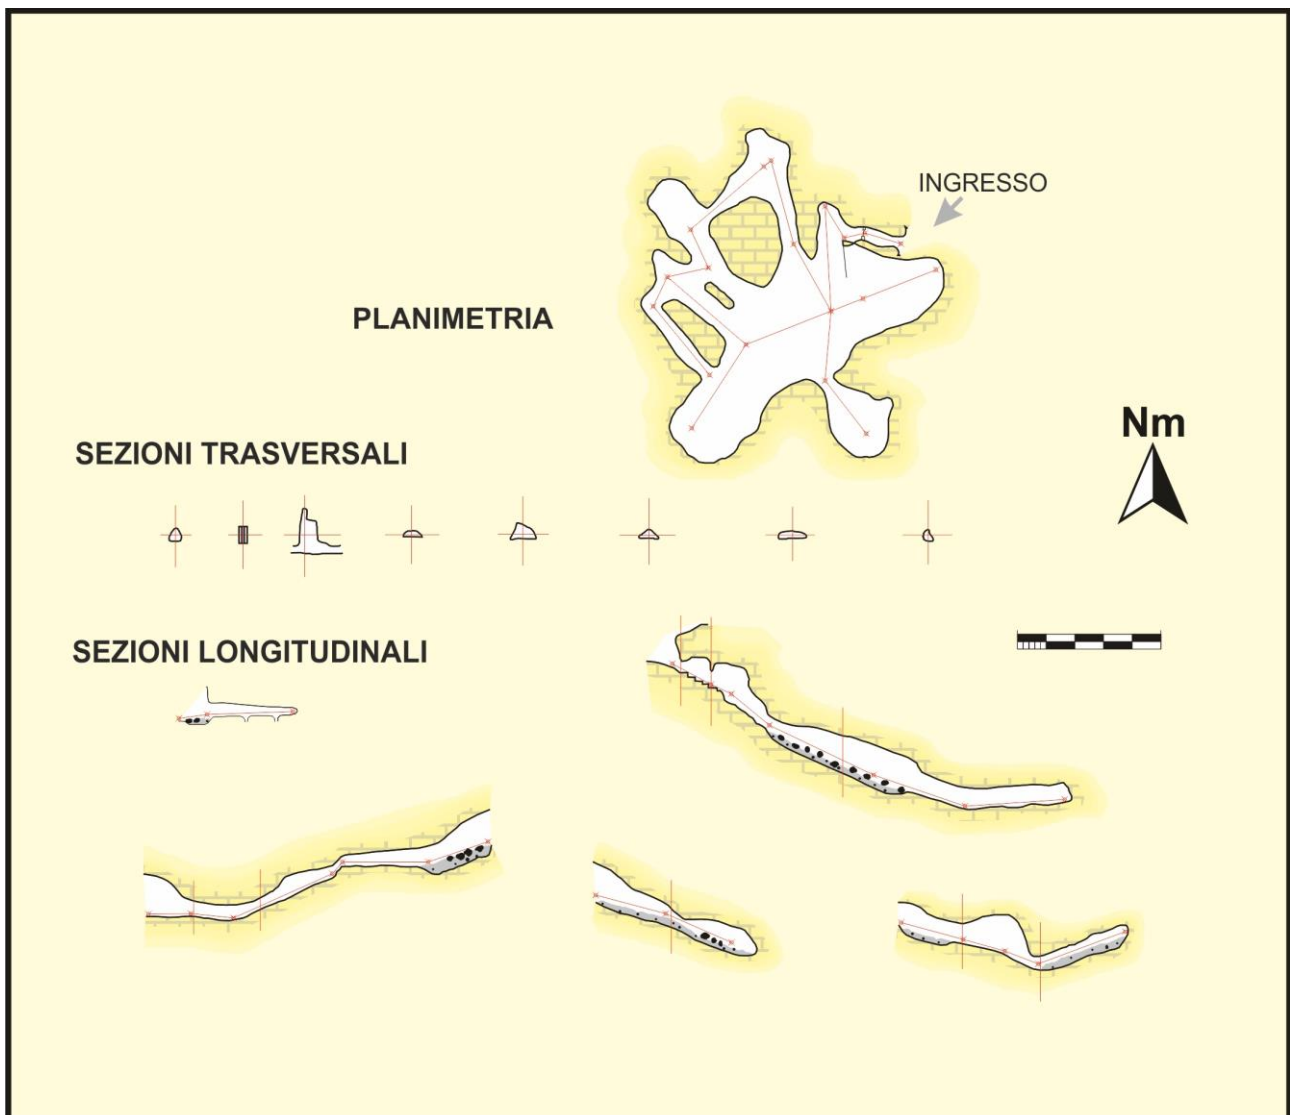 INGRESSO
PLANIMETRIA
Nm
SEZIONI TRASVERSALI
SEZIONI LONGITUDINALI